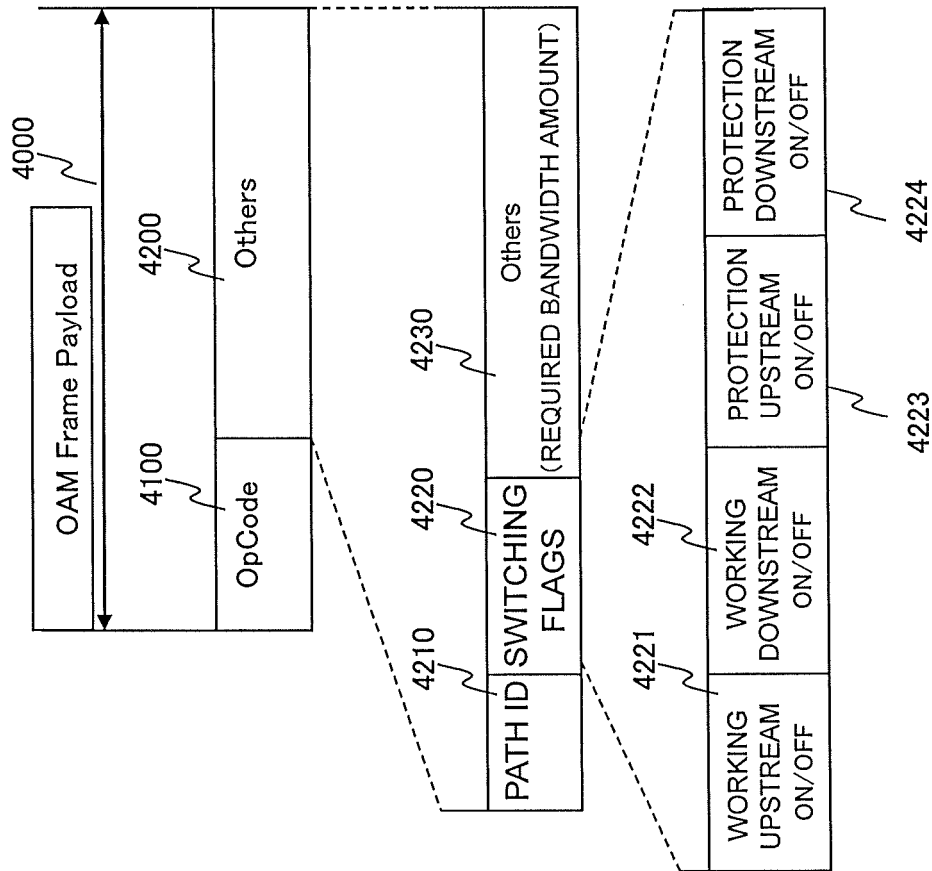 4000
OAM Frame Payload
4100
4200
OpCode
Others
4210
4220
4230
PATH ID
SWITCHING
FLAGS
Others
(REQUIRED BANDWIDTH AMOUNT)
4221
4222
WORKING
UPSTREAM
ON/OFF
WORKING
DOWNSTREAM
ON/OFF
PROTECTION
UPSTREAM
ON/OFF
PROTECTION
DOWNSTREAM
ON/OFF
4223
4224